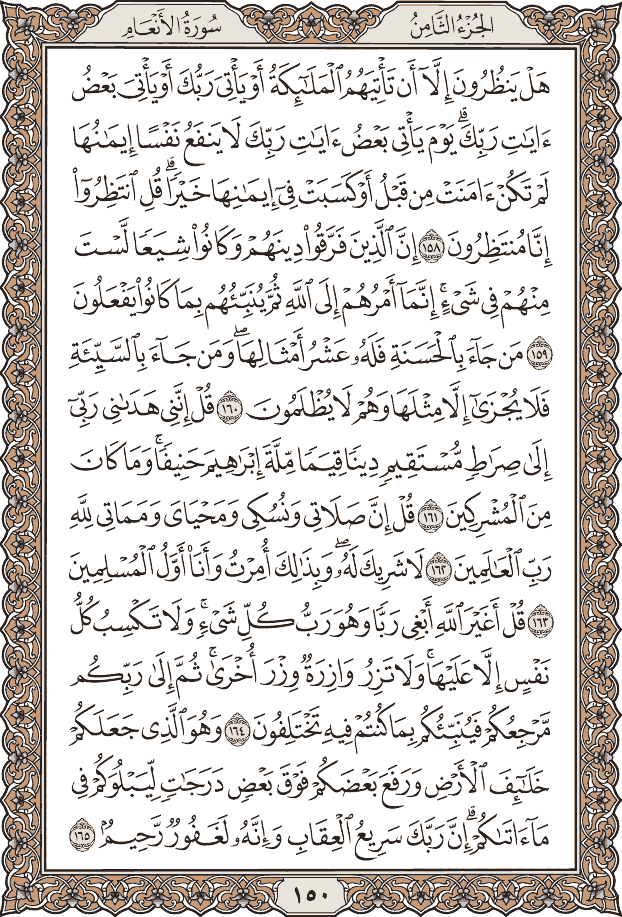 الجُزْءُ الثَّامِنُ
سُورَةُ الأَنْعَامِ
هَلْ يَنظُرُونَ إِلَّآ أَن تَأْتِيَهُمُ ٱلْمَلَـٰٓئِكَةُ أَوْ يَأْتِىَ رَبُّكَ أَوْ يَأْتِىَ بَعْضُ
ءَايَـٰتِ رَبِّكَ ۗ يَوْمَ يَأْتِى بَعْضُ ءَايَـٰتِ رَبِّكَ لَا يَنفَعُ نَفْسًا إِيمَـٰنُهَا
لَمْ تَكُنْ ءَامَنَتْ مِن قَبْلُ أَوْ كَسَبَتْ فِىٓ إِيمَـٰنِهَا خَيْرًا ۗ قُلِ ٱنتَظِرُوٓا۟
إِنَّا مُنتَظِرُونَ ١٥٨ إِنَّ ٱلَّذِينَ فَرَّقُوا۟ دِينَهُمْ وَكَانُوا۟ شِيَعًا لَّسْتَ
مِنْهُمْ فِى شَىْءٍ ۚ إِنَّمَآ أَمْرُهُمْ إِلَى ٱللَّهِ ثُمَّ يُنَبِّئُهُم بِمَا كَانُوا۟ يَفْعَلُونَ
١٥٩ مَن جَآءَ بِٱلْحَسَنَةِ فَلَهُۥ عَشْرُ أَمْثَالِهَا ۖ وَمَن جَآءَ بِٱلسَّيِّئَةِ
فَلَا يُجْزَىٰٓ إِلَّا مِثْلَهَا وَهُمْ لَا يُظْلَمُونَ ١٦٠ قُلْ إِنَّنِى هَدَىٰنِى رَبِّىٓ
إِلَىٰ صِرَٰطٍ مُّسْتَقِيمٍ دِينًا قِيَمًا مِّلَّةَ إِبْرَٰهِيمَ حَنِيفًا ۚ وَمَا كَانَ
مِنَ ٱلْمُشْرِكِينَ ١٦١ قُلْ إِنَّ صَلَاتِى وَنُسُكِى وَمَحْيَاىَ وَمَمَاتِى لِلَّهِ
رَبِّ ٱلْعَـٰلَمِينَ ١٦٢ لَا شَرِيكَ لَهُۥ ۖ وَبِذَٰلِكَ أُمِرْتُ وَأَنَا۠ أَوَّلُ ٱلْمُسْلِمِينَ
١٦٣ قُلْ أَغَيْرَ ٱللَّهِ أَبْغِى رَبًّا وَهُوَ رَبُّ كُلِّ شَىْءٍ ۚ وَلَا تَكْسِبُ كُلُّ
نَفْسٍ إِلَّا عَلَيْهَا ۚ وَلَا تَزِرُ وَازِرَةٌ وِزْرَ أُخْرَىٰ ۚ ثُمَّ إِلَىٰ رَبِّكُم
مَّرْجِعُكُمْ فَيُنَبِّئُكُم بِمَا كُنتُمْ فِيهِ تَخْتَلِفُونَ ١٦٤ وَهُوَ ٱلَّذِى جَعَلَكُمْ
خَلَـٰٓئِفَ ٱلْأَرْضِ وَرَفَعَ بَعْضَكُمْ فَوْقَ بَعْضٍ دَرَجَـٰتٍ لِّيَبْلُوَكُمْ فِى
مَآ ءَاتَىٰكُمْ ۗ إِنَّ رَبَّكَ سَرِيعُ ٱلْعِقَابِ وَإِنَّهُۥ لَغَفُورٌ رَّحِيمٌۢ ١٦٥
١٥٠